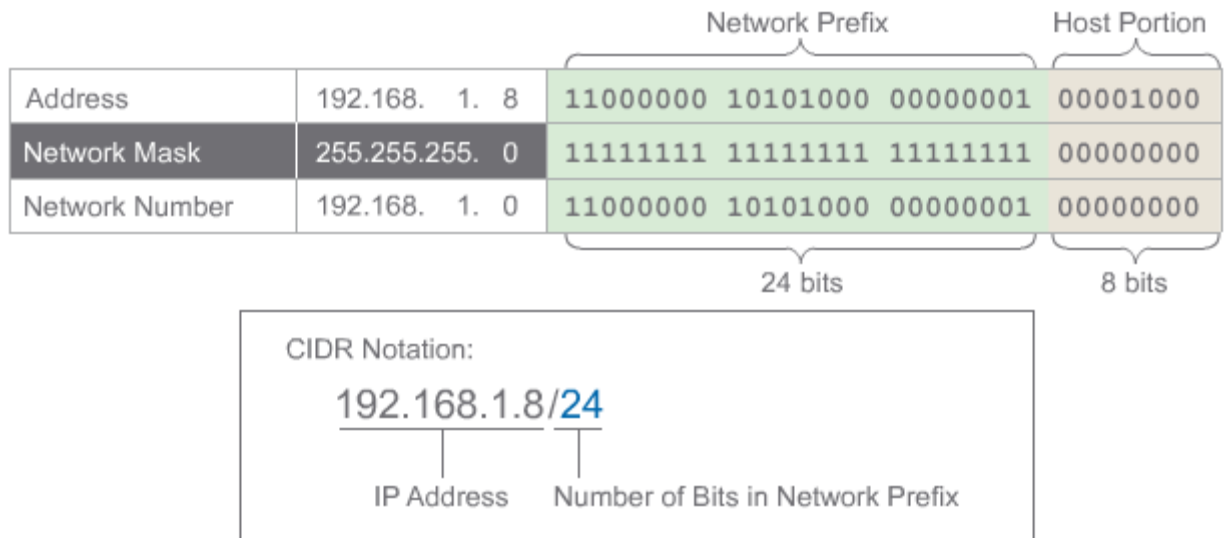 Network Prefix Host Portion
Address 192.168. 1. 8 11000000 10101000 00000001 00001000
Network Mask 255.255.255. 0 11111111 11111111 11111111 00000000
Network Number 192.168. 1. 0 11000000 10101000 00000001 00000000
24 bits 8 bits
CIDR Notation:
192.168.1.8/24
IP Address Number of Bits in Network Prefix